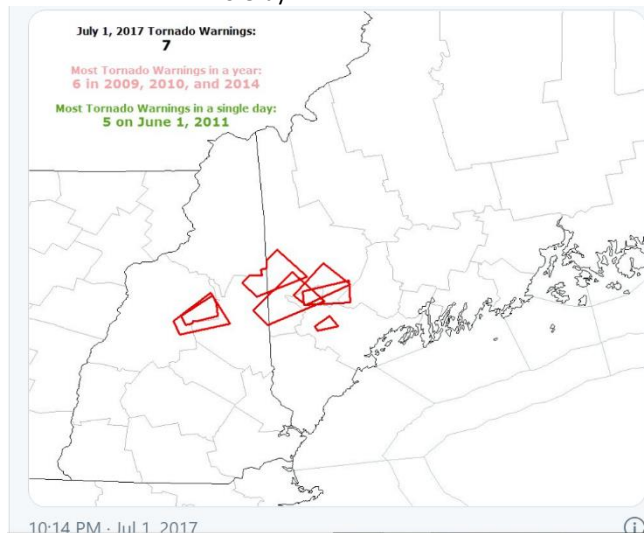 July 1, 2017 Tornado Warnings:
7
Most Tornado Warnings in a year:
6 in 2009, 2010, and 2014
Most Tornado Warnings in a single day:
5 on June 1, 2011
10:14 PM · Jul 1, 2017